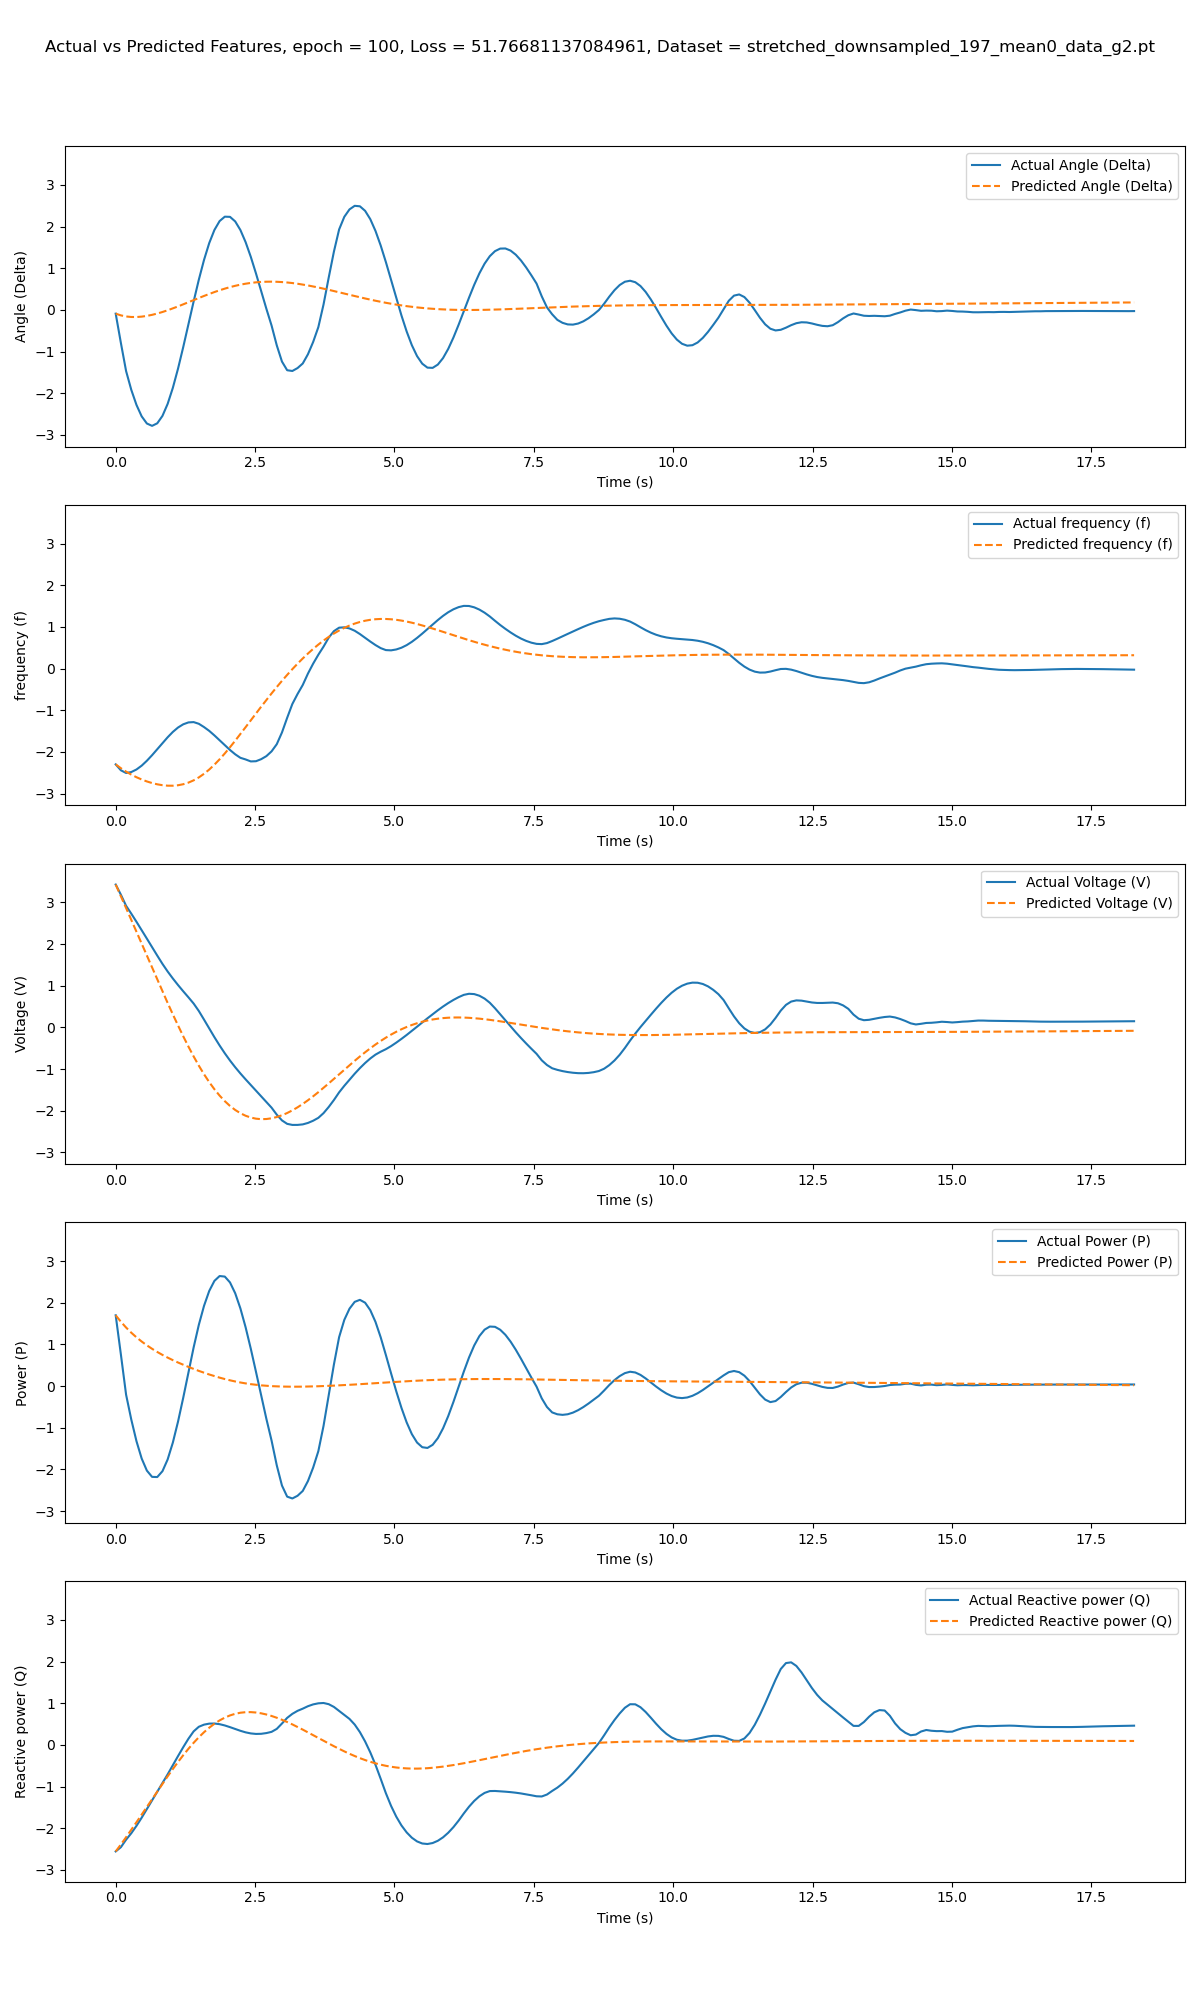 Actual vs Predicted Features, epoch = 100, Loss = 51.76681137084961, Dataset = stretched_downsampled_197_mean0_data_g2.pt
Actual Angle (Delta)
Predicted Angle (Delta)
Angle (Delta)
3
2
1
0
−1
−2
−3
0.0 2.5 5.0 7.5 10.0 12.5 15.0 17.5
Time (s)
Actual frequency (f)
Predicted frequency (f)
frequency (f)
3
2
1
0
−1
−2
−3
0.0 2.5 5.0 7.5 10.0 12.5 15.0 17.5
Time (s)
Actual Voltage (V)
Predicted Voltage (V)
Voltage (V)
3
2
1
0
−1
−2
−3
0.0 2.5 5.0 7.5 10.0 12.5 15.0 17.5
Time (s)
Actual Power (P)
Predicted Power (P)
Power (P)
3
2
1
0
−1
−2
−3
0.0 2.5 5.0 7.5 10.0 12.5 15.0 17.5
Time (s)
Actual Reactive power (Q)
Predicted Reactive power (Q)
Reactive power (Q)
3
2
1
0
−1
−2
−3
0.0 2.5 5.0 7.5 10.0 12.5 15.0 17.5
Time (s)